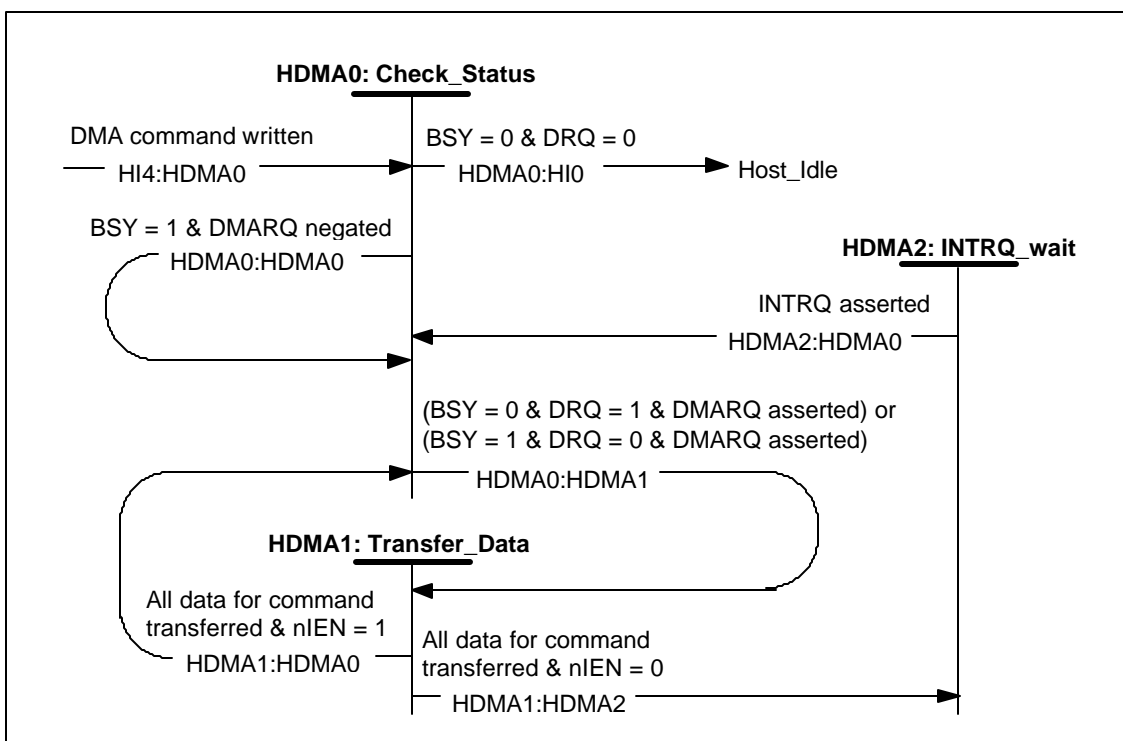 HDMA0: Check_Status
DMA command written
BSY = 0 & DRQ = 0
HI4:HDMA0
HDMA0:HI0
Host_Idle
BSY = 1 & DMARQ negated
HDMA0:HDMA0
HDMA2: INTRQ_wait
INTRQ asserted
HDMA2:HDMA0
(BSY = 0 & DRQ = 1 & DMARQ asserted) or
(BSY = 1 & DRQ = 0 & DMARQ asserted)
HDMA0:HDMA1
HDMA1: Transfer_Data
All data for command
transferred & nIEN = 1
HDMA1:HDMA0
All data for command
transferred & nIEN = 0
HDMA1:HDMA2